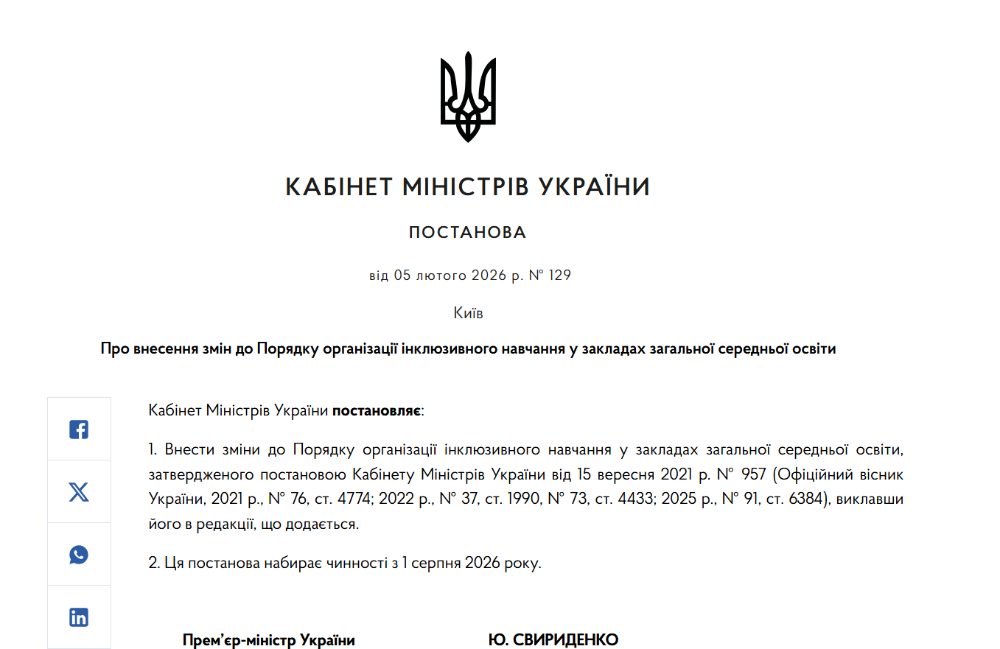 КАБІНЕТ МІНІСТРІВ УКРАЇНИ
ПОСТАНОВА
від 05 лютого 2026 р. № 129
Київ
Про внесення змін до Порядку організації інклюзивного навчання у закладах загальної середньої освіти
Кабінет Міністрів України постановляє:
1. Внести зміни до Порядку організації інклюзивного навчання у закладах загальної середньої освіти,
затвердженого постановою Кабінету Міністрів України від 15 вересня 2021 р. № 957 (Офіційний вісник
України, 2021 р., № 76, ст. 4774; 2022 р., № 37, ст. 1990, № 73, ст. 4433; 2025 р., № 91, ст. 6384), виклавши
його в редакції, що додається.
2. Ця постанова набирає чинності з 1 серпня 2026 року.
Прем’єр-міністр України Ю. СВИРИДЕНКО